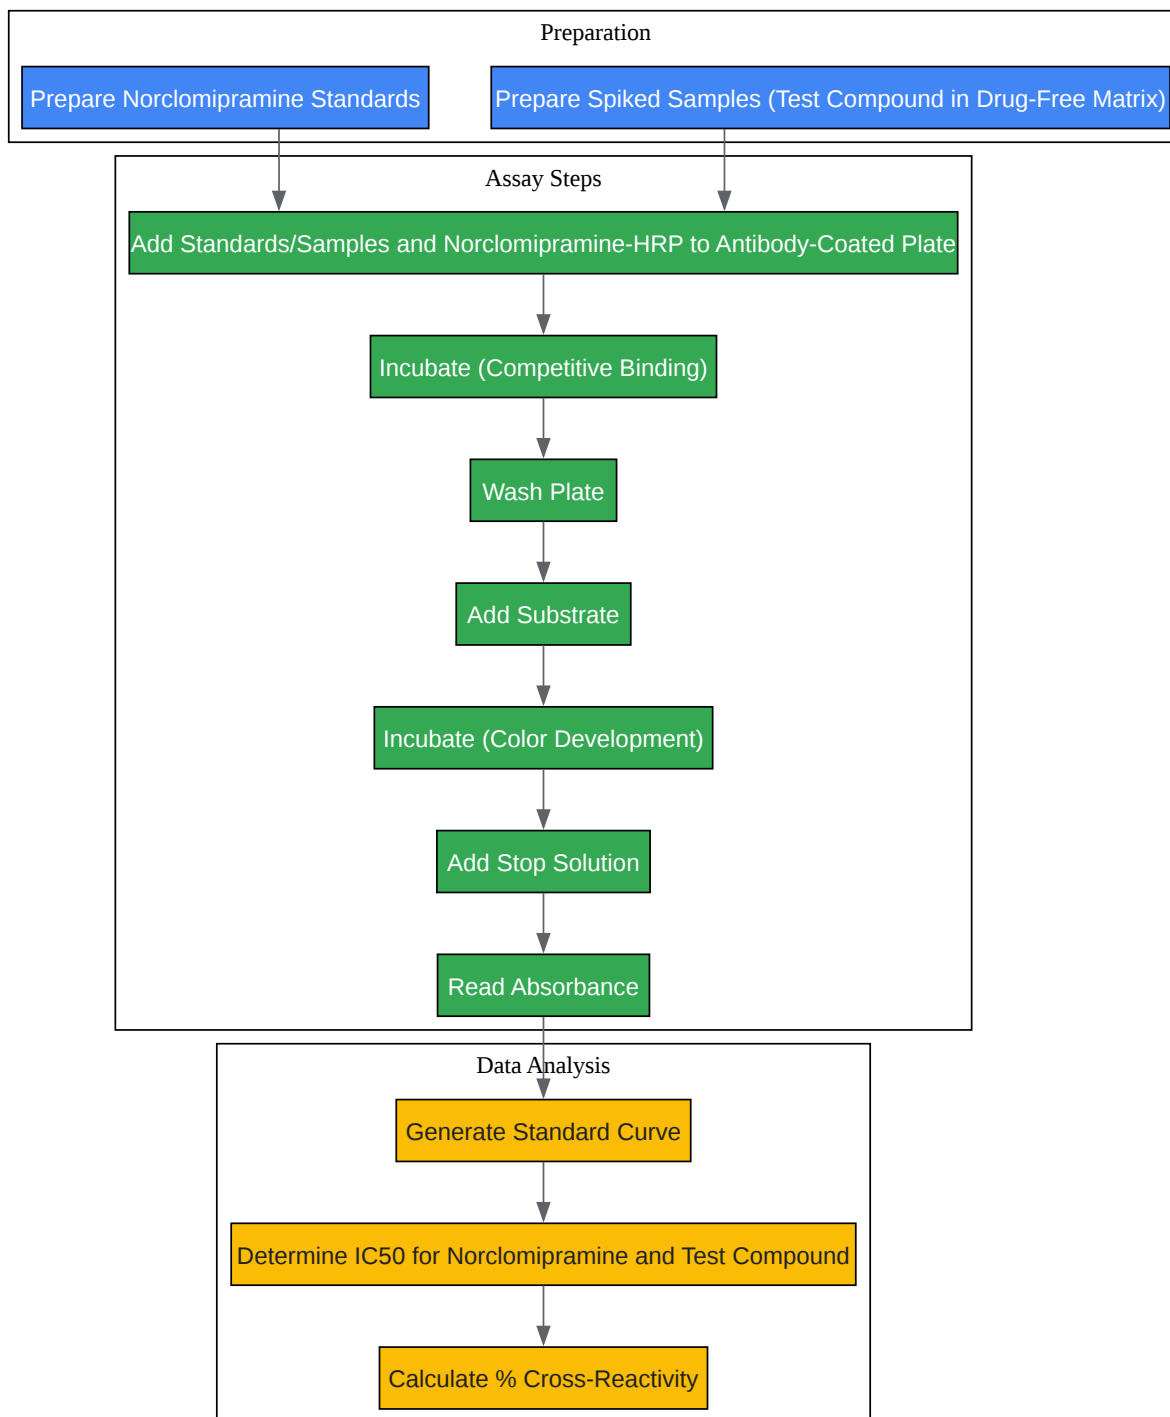 Preparation
Prepare Norclomipramine Standards
Prepare Spiked Samples (Test Compound in Drug-Free Matrix)
Assay Steps
Add Standards/Samples and Norclomipramine-HRP to Antibody-Coated Plate
Incubate (Competitive Binding)
Wash Plate
Add Substrate
Incubate (Color Development)
Add Stop Solution
Read Absorbance
Data Analysis
Generate Standard Curve
Determine IC50 for Norclomipramine and Test Compound
Calculate % Cross-Reactivity